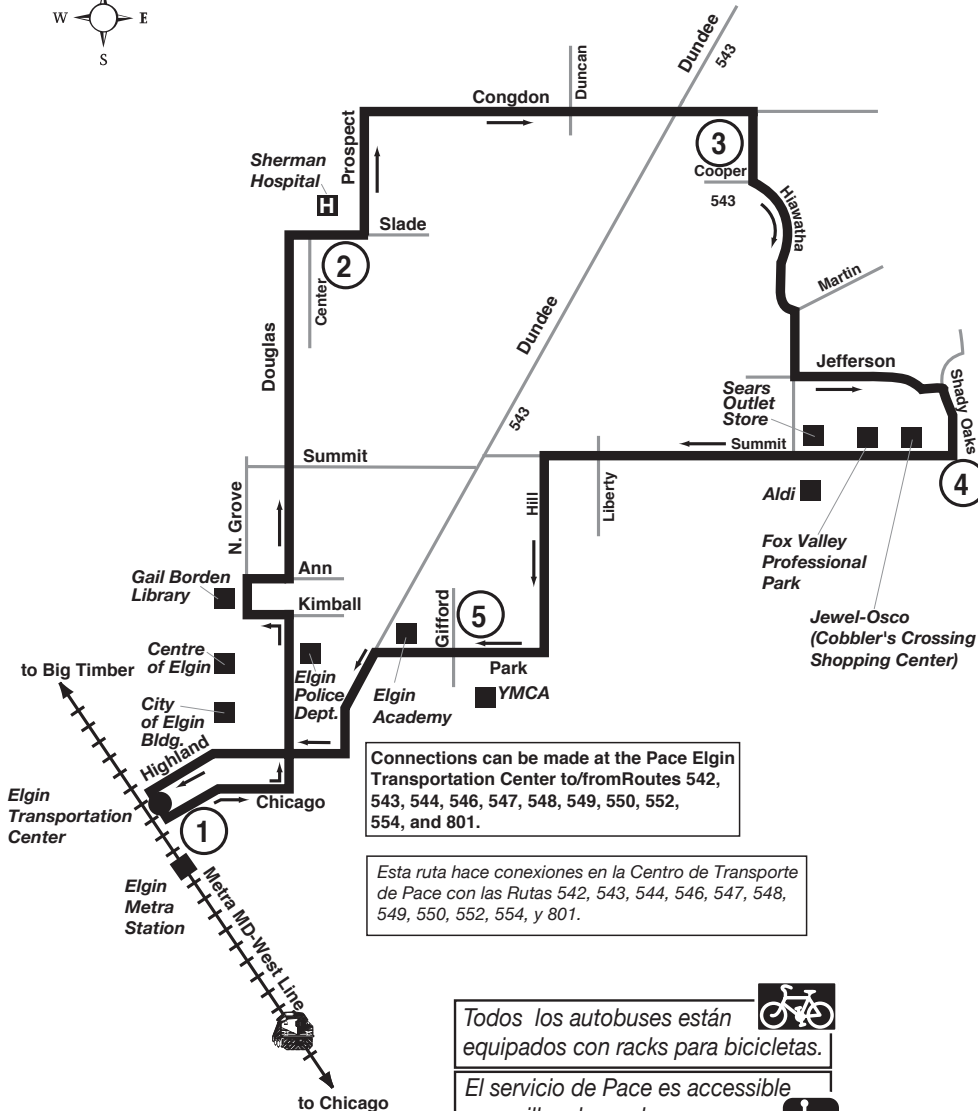 W
E
S
Dundee
543
Duncan
Congdon
Prospect
Sherman
Hospital
H
3
Cooper
543
Hiawatha
Slade
2
Center
Martin
Douglas
Dundee
Jefferson
Shady Oaks
Sears
Outlet
Store
543
Summit
Summit
4
Hill
Liberty
Aldi
N. Grove
Fox Valley
Professional
Park
Ann
Gail Borden
Library
Kimball
Gifford
5
Jewel-Osco
(Cobbler's Crossing
Shopping Center)
Centre
of Elgin
Park
to Big Timber
Elgin
Police
Dept.
Elgin
Academy
YMCA
City
of Elgin
Bldg.
Highland
Connections can be made at the Pace Elgin
Transportation Center to/fromRoutes 542,
543, 544, 546, 547, 548, 549, 550, 552,
554, and 801.
Elgin
Transportation
Center
Chicago
1
Esta ruta hace conexiones en la Centro de Transporte
de Pace con las Rutas 542, 543, 544, 546, 547, 548,
549, 550, 552, 554, y 801.
Elgin
Metra
Station
Metra MD-West Line
Todos los autobuses están
equipados con racks para bicicletas.
El servicio de Pace es accessible
to Chicago